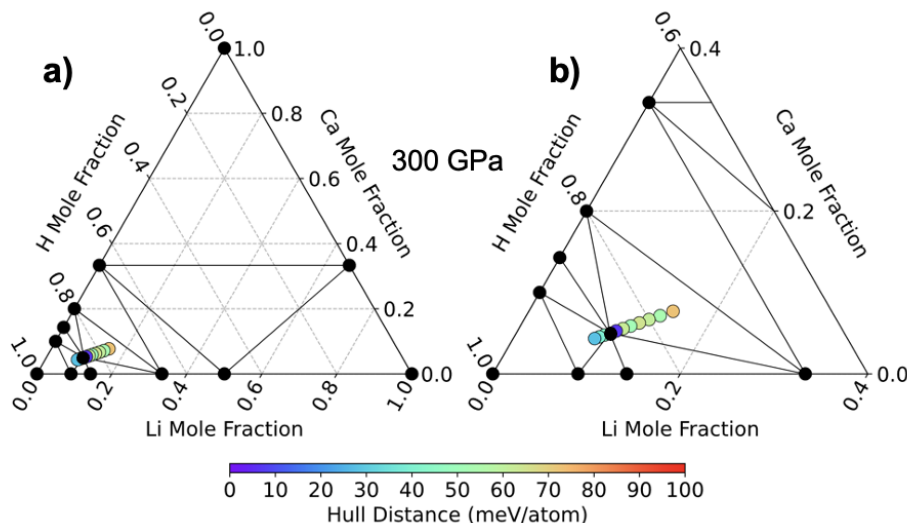 a)
0.0
1.0
0.2
0.8
H Mole Fraction
Ca Mole Fraction
0.4
0.6
0.6
0.4
0.8
0.2
1.0
0.0
0.0
0.2
0.4
0.6
0.8
1.0
Li Mole Fraction
300 GPa
b)
0.6
0.4
H Mole Fraction
Ca Mole Fraction
0.8
0.2
1.0
0.0
0.0
0.2
0.4
Li Mole Fraction
0 10 20 30 40 50 60 70 80 90 100
Hull Distance (meV/atom)